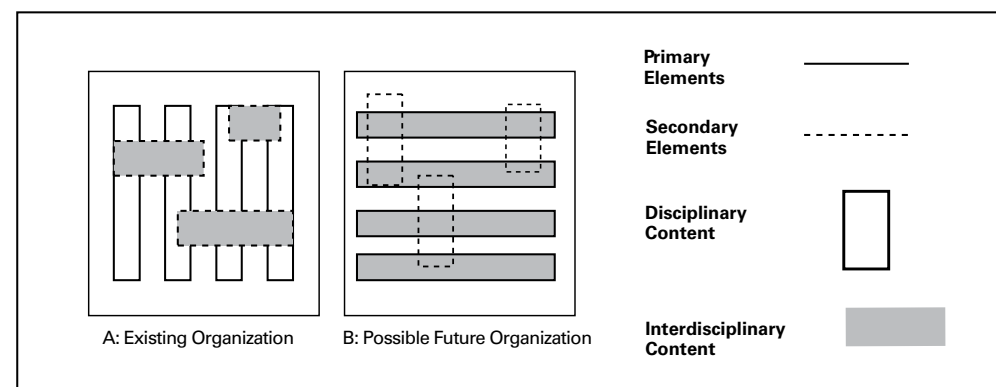 Primary
Elements
Secondary
Elements
Disciplinary
Content
Interdisciplinary
Content
A: Existing Organization
B: Possible Future Organization